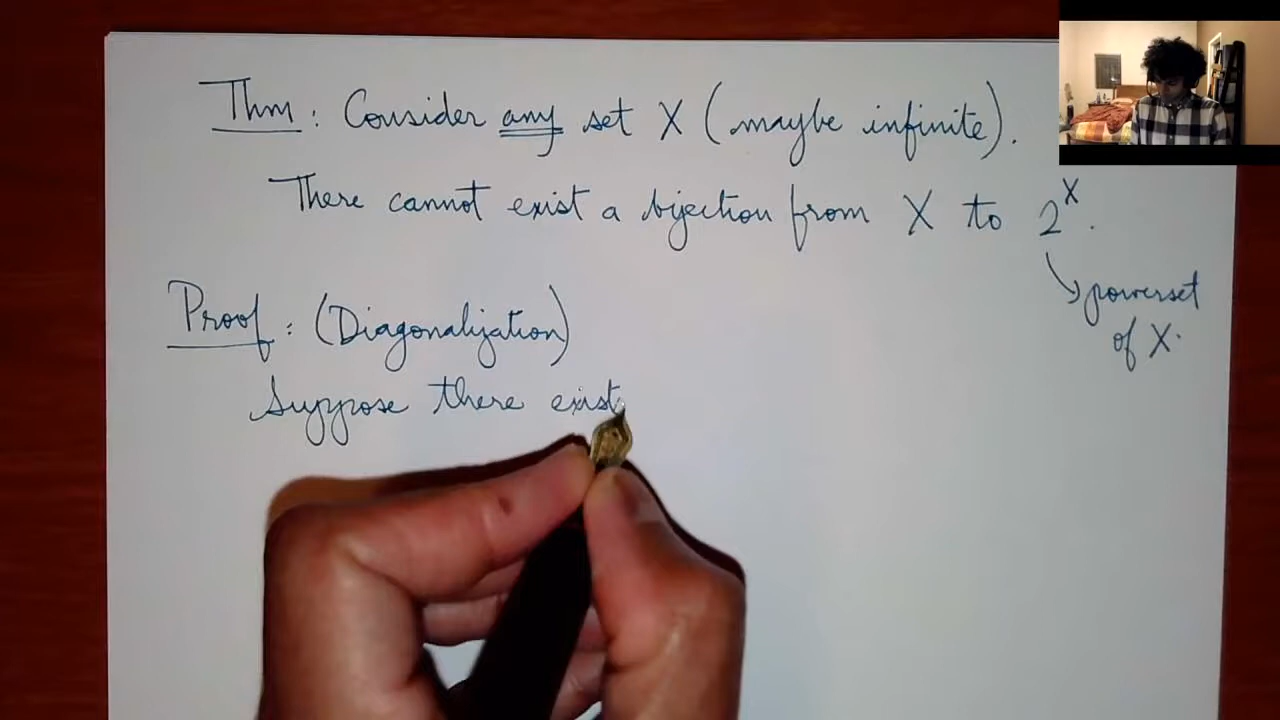 Thm : Consider any set X (maybe infinite).
There cannot exist a bijection from X to 2^X.
↘ powerset
of X.
Proof : (Diagonalization)
Suppose there exist